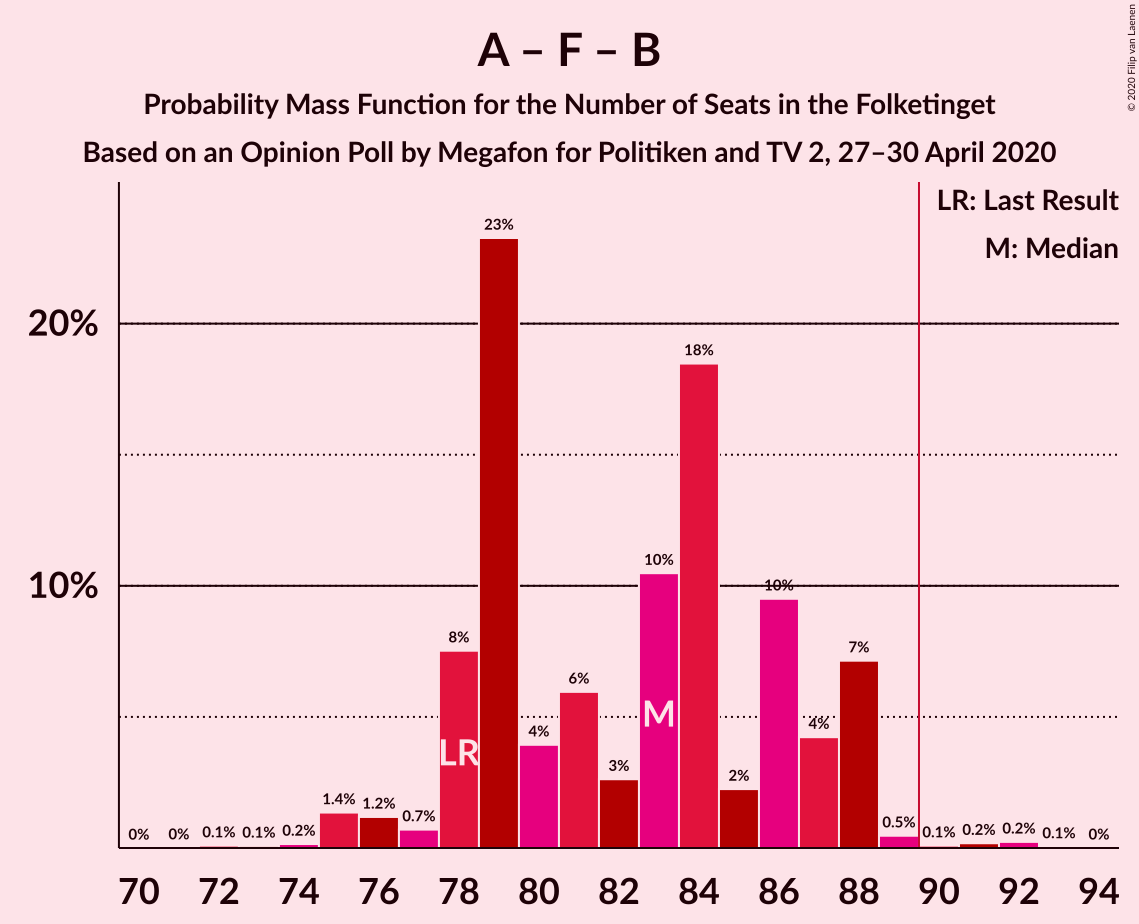 A – F – B
Probability Mass Function for the Number of Seats in the Folketinget
Based on an Opinion Poll by Megafon for Politiken and TV 2, 27–30 April 2020
© 2020 Filip van Laenen
LR: Last Result
M: Median
20%
10%
0% 0% 0.1% 0.1% 0.2% 1.4% 1.2% 0.7% 8% 23% 4% 6% 3% 10% 18% 2% 10% 4% 7% 0.5% 0.1% 0.2% 0.2% 0.1% 0%
LR M
70 72 74 76 78 80 82 84 86 88 90 92 94